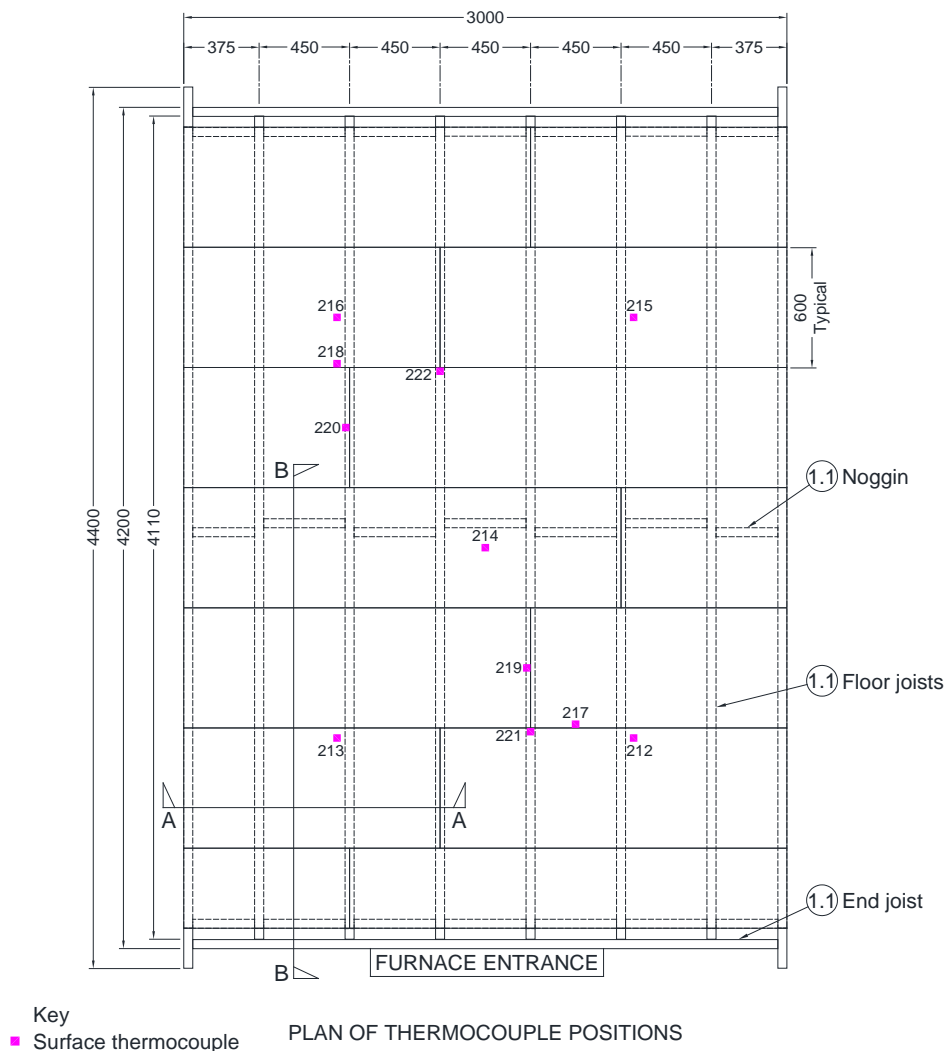 3000
375 450 450 450 450 450 375
216
215
600
Typical
218
222
220
B
1.1 Noggin
4400
4200
4110
214
219
1.1 Floor joists
217
221
213
212
A A
1.1 End joist
B
FURNACE ENTRANCE
Key
Surface thermocouple
PLAN OF THERMOCOUPLE POSITIONS